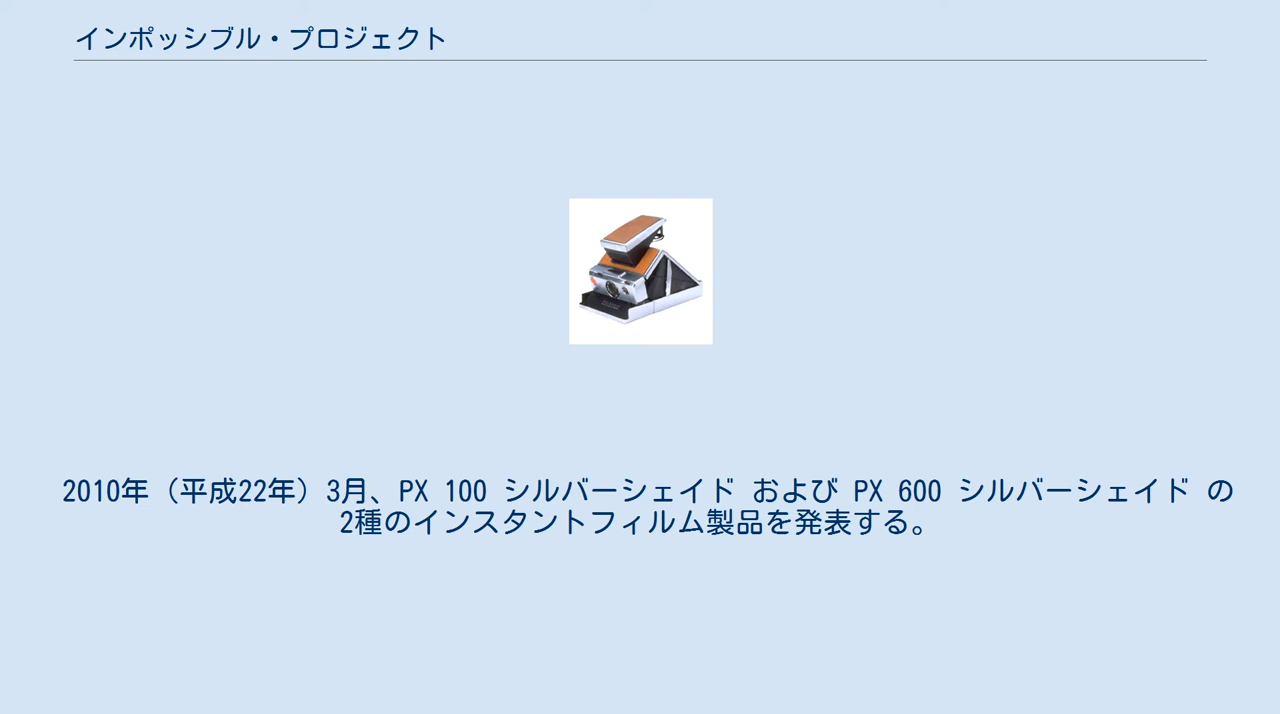 インポッシブル・プロジェクト
2010年（平成22年）3月、PX 100 シルバーシェイド および PX 600 シルバーシェイド の
2種のインスタントフィルム製品を発表する。